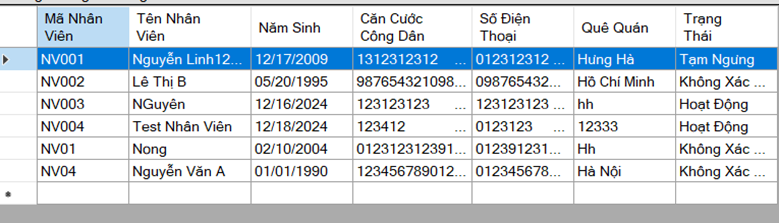 Mã Nhân Viên Tên Nhân Viên Năm Sinh Căn Cước Công Dân Số Điện Thoại Quê Quán Trạng Thái
NV001 Nguyễn Linh12... 12/17/2009 1312312312 ... 012312312 ... Hưng Hà Tạm Ngưng
NV002 Lê Thị B 05/20/1995 987654321098... 098765432... Hồ Chí Minh Không Xác ...
NV003 NGuyên 12/16/2024 123123123 ... 123123123 ... hh Hoạt Động
NV004 Test Nhân Viên 12/18/2024 123412 ... 0123123 ... 12333 Hoạt Động
NV01 Nong 02/10/2004 012312312391... 012391231... Hh Không Xác ...
NV04 Nguyễn Văn A 01/01/1990 123456789012... 012345678... Hà Nội Không Xác ...